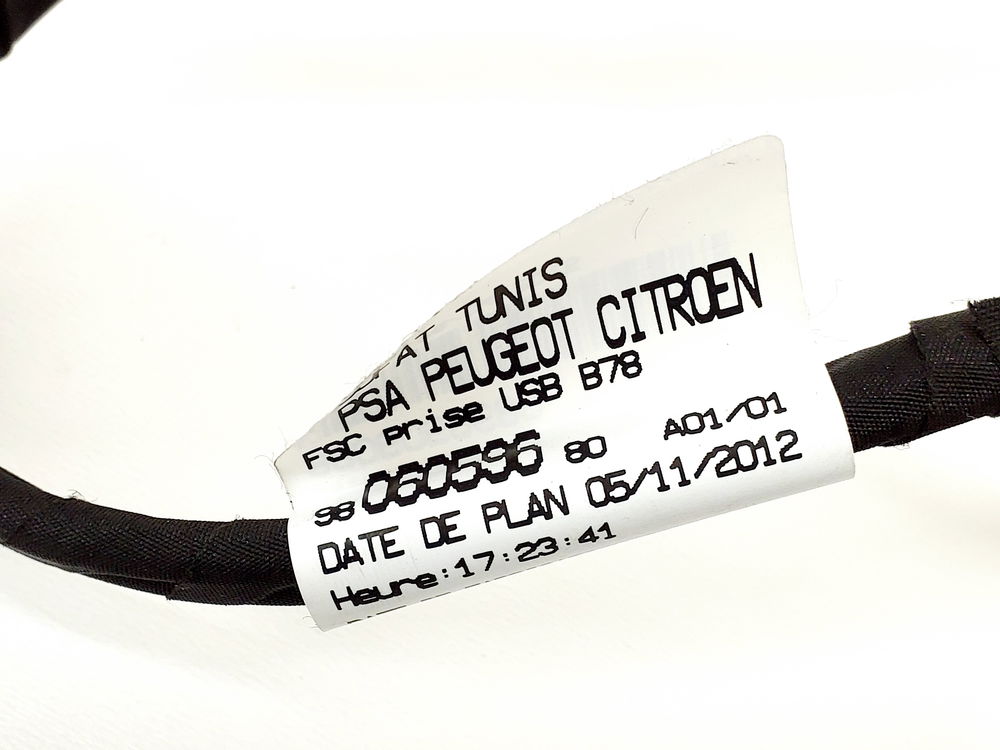 TUNIS
PSA PEUGEOT CITROEN
FSC prise USB B78
98 060596 80 A01/01
DATE DE PLAN 05/11/2012
Heure:17:23:41